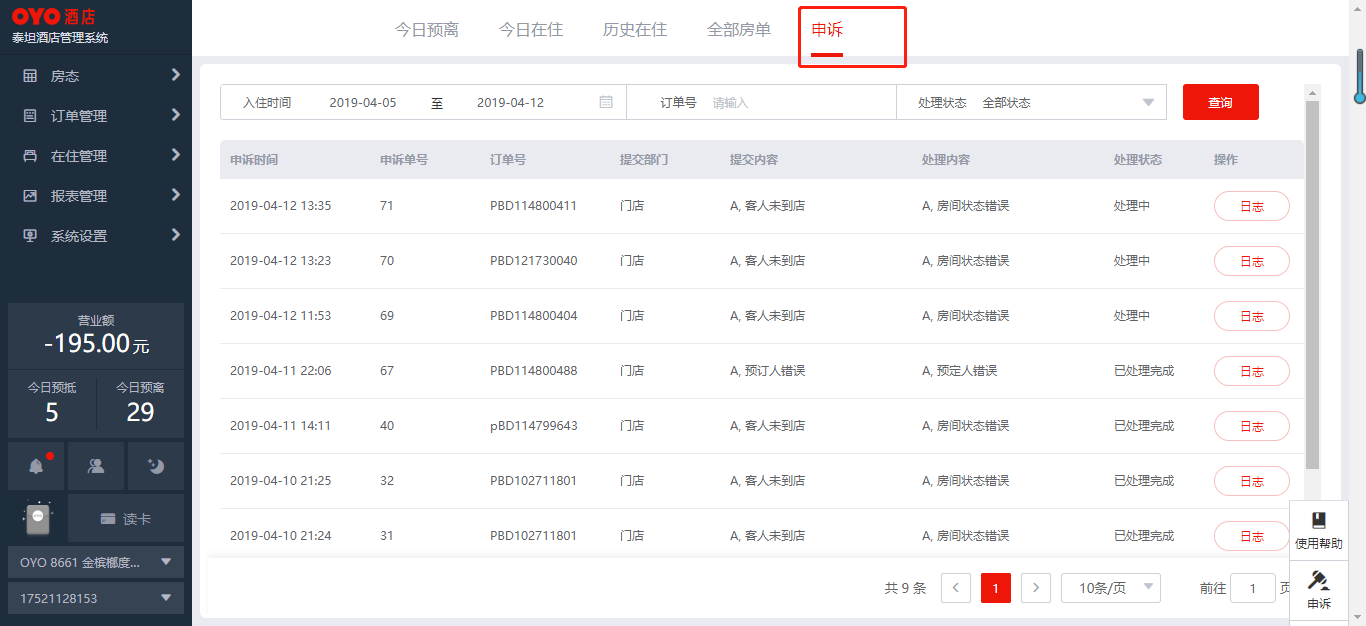 OYO 酒店
泰坦酒店管理系统
房态
订单管理
在住管理
报表管理
系统设置
营业额
-195.00元
今日预抵 今日预离
5 29
读卡
OYO 8661 金槟榔度...
17521128153
今日预离 今日在住 历史在住 全部房单 申诉
入住时间 2019-04-05 至 2019-04-12 订单号 请输入 处理状态 全部状态 查询
申诉时间 申诉单号 订单号 提交部门 提交内容 处理内容 处理状态 操作
2019-04-12 13:35 71 PBD114800411 门店 A, 客人未到店 A, 房间状态错误 处理中 日志
2019-04-12 13:23 70 PBD121730040 门店 A, 客人未到店 A, 房间状态错误 处理中 日志
2019-04-12 11:53 69 PBD114800404 门店 A, 客人未到店 A, 房间状态错误 处理中 日志
2019-04-11 22:06 67 PBD114800488 门店 A, 预订人错误 A, 预定人错误 已处理完成 日志
2019-04-11 14:11 40 pBD114799643 门店 A, 客人未到店 A, 房间状态错误 已处理完成 日志
2019-04-10 21:25 32 PBD102711801 门店 A, 客人未到店 A, 房间状态错误 已处理完成 日志
2019-04-10 21:24 31 PBD102711801 门店 A, 客人未到店 A, 房间状态错误 已处理完成 日志
共 9 条 1 10条/页 前往 1 页
使用帮助
申诉